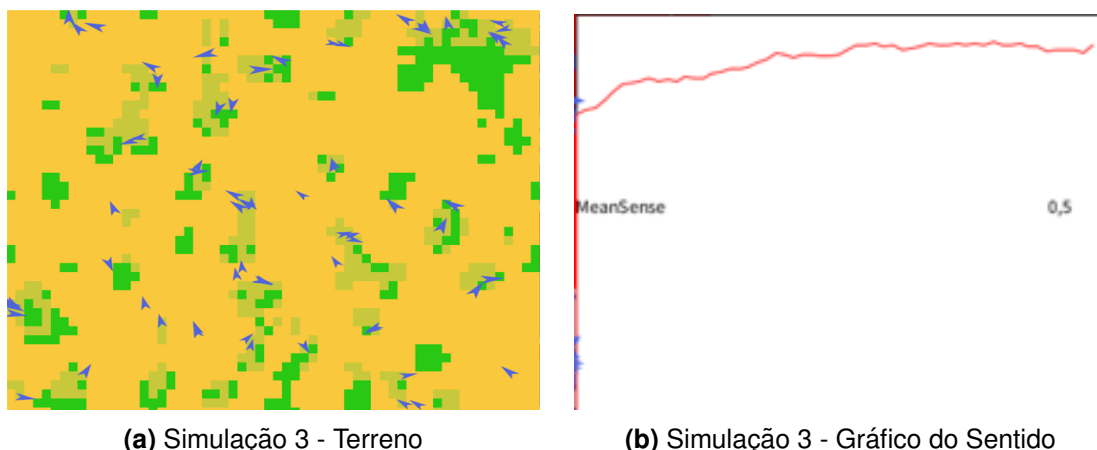 MeanSense 0,5
(a) Simulação 3 - Terreno
(b) Simulação 3 - Gráfico do Sentido